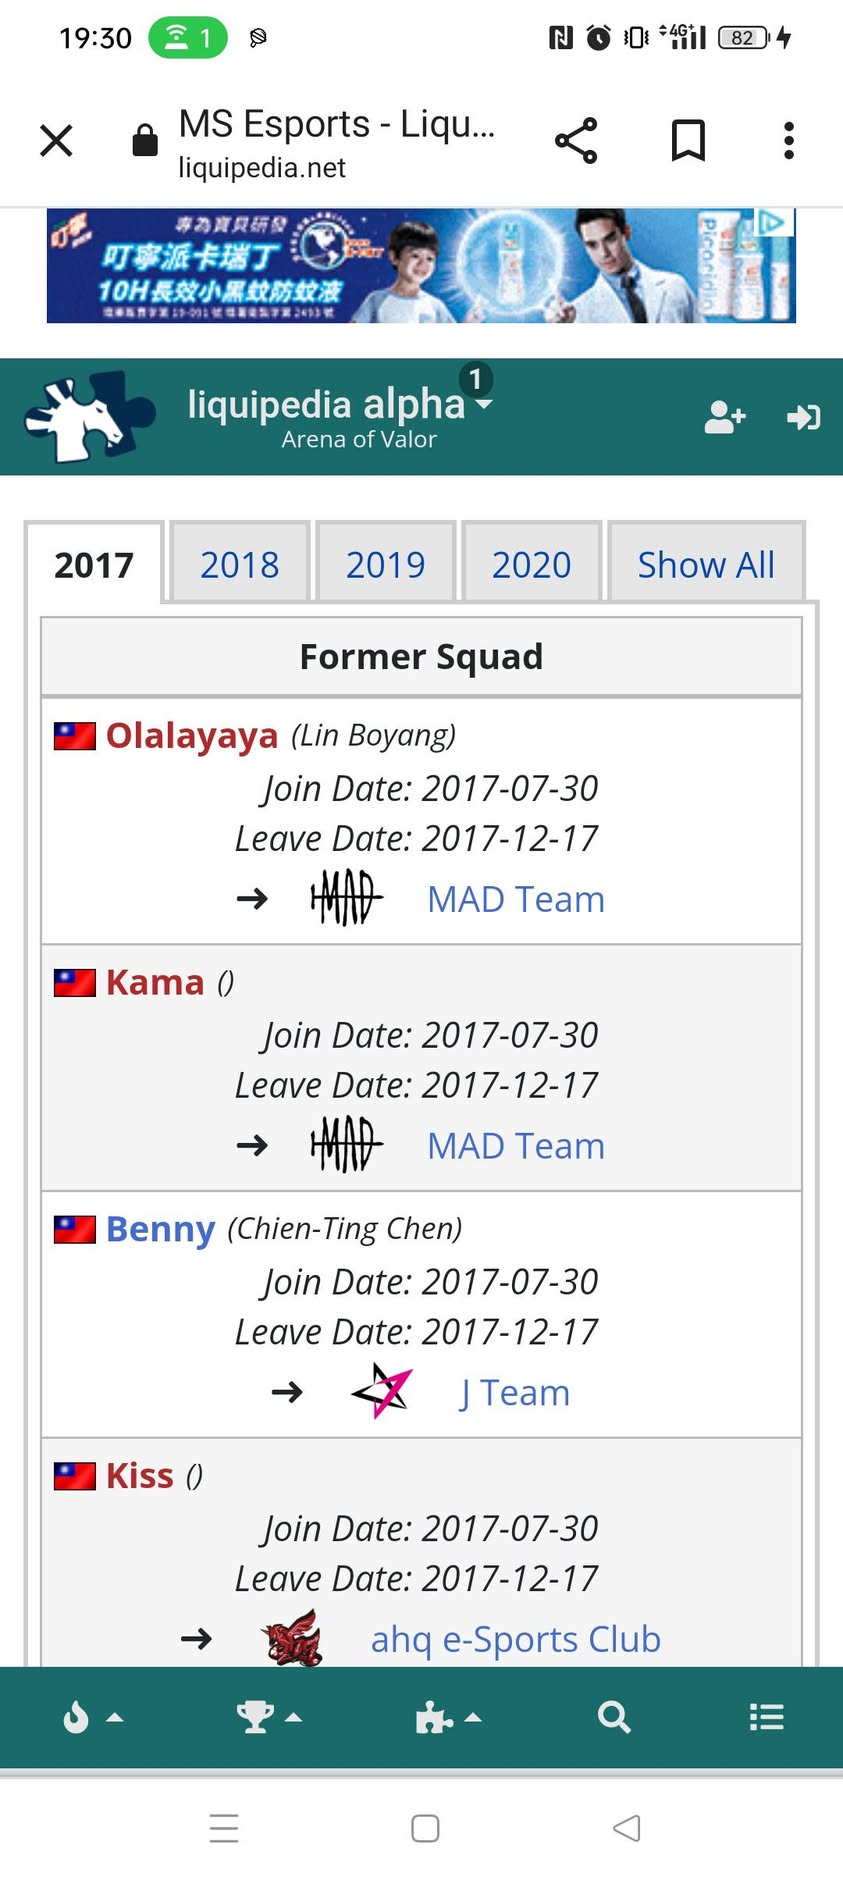 19:30
1
4G+
82
MS Esports - Liqu...
liquipedia.net
叮寧
專為寶貝研發
叮寧派卡瑞丁
10H長效小黑蚊防蚊液
liquipedia alpha
1
Arena of Valor
2017
2018
2019
2020
Show All
Former Squad
Olalayaya (Lin Boyang)
Join Date: 2017-07-30
Leave Date: 2017-12-17
→ MAD MAD Team
Kama ()
Join Date: 2017-07-30
Leave Date: 2017-12-17
→ MAD MAD Team
Benny (Chien-Ting Chen)
Join Date: 2017-07-30
Leave Date: 2017-12-17
→ J Team
Kiss ()
Join Date: 2017-07-30
Leave Date: 2017-12-17
→ ahq e-Sports Club